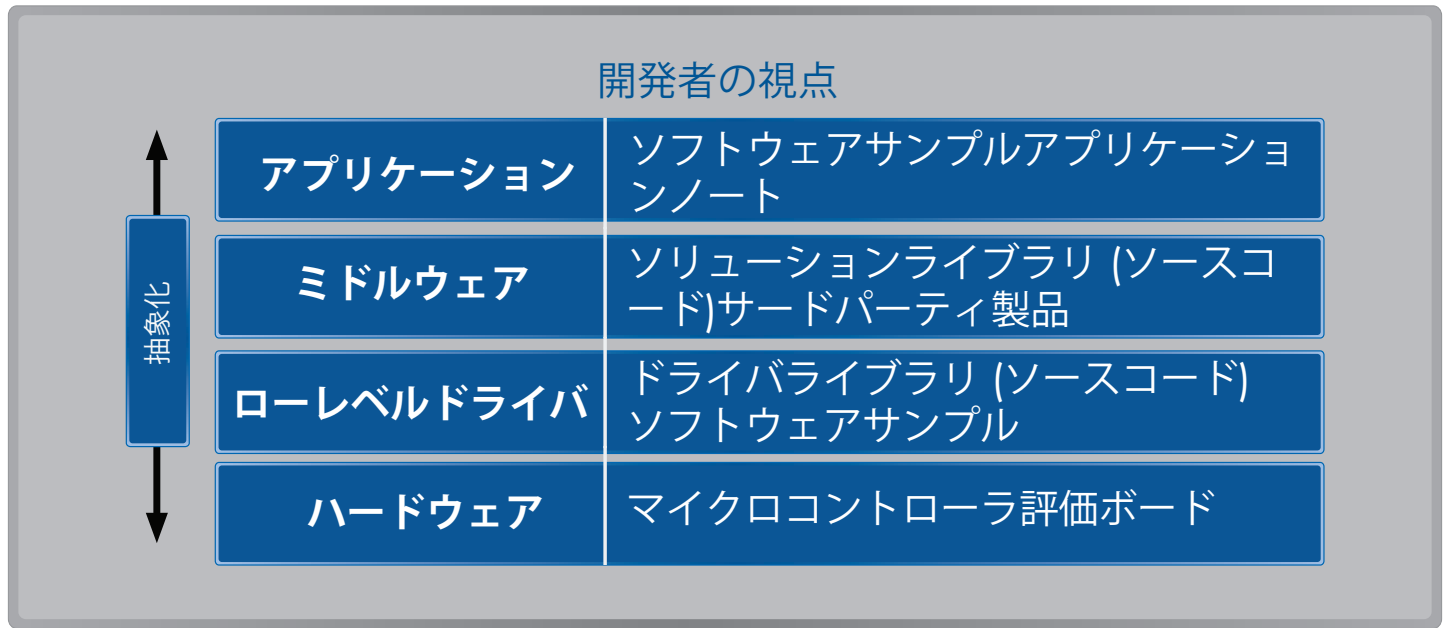 開発者の視点
抽象化
アプリケーション
ソフトウェアサンプルアプリケーショ
ンノート
ミドルウェア
ソリューションライブラリ (ソースコ
ード)サードパーティ製品
ローレベルドライバ
ドライバライブラリ (ソースコード)
ソフトウェアサンプル
ハードウェア
マイクロコントローラ評価ボード